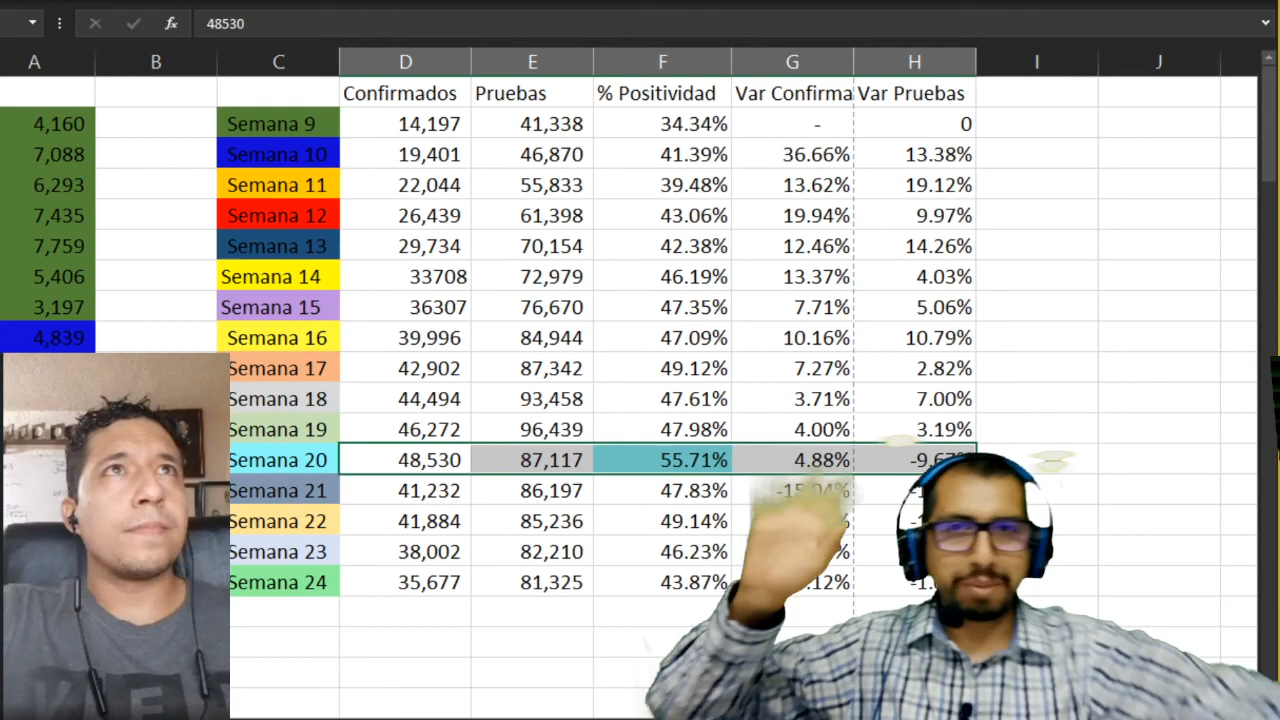 48530
A B C D E F G H I J
Confirmados Pruebas % Positividad Var Confirma Var Pruebas
4,160 Semana 9 14,197 41,338 34.34% - 0
7,088 Semana 10 19,401 46,870 41.39% 36.66% 13.38%
6,293 Semana 11 22,044 55,833 39.48% 13.62% 19.12%
7,435 Semana 12 26,439 61,398 43.06% 19.94% 9.97%
7,759 Semana 13 29,734 70,154 42.38% 12.46% 14.26%
5,406 Semana 14 33708 72,979 46.19% 13.37% 4.03%
3,197 Semana 15 36307 76,670 47.35% 7.71% 5.06%
4,839 Semana 16 39,996 84,944 47.09% 10.16% 10.79%
Semana 17 42,902 87,342 49.12% 7.27% 2.82%
Semana 18 44,494 93,458 47.61% 3.71% 7.00%
Semana 19 46,272 96,439 47.98% 4.00% 3.19%
Semana 20 48,530 87,117 55.71% 4.88%
Semana 21 41,232 86,197 47.83% -15.04%
Semana 22 41,884 85,236 49.14%
Semana 23 38,002 82,210 46.23%
Semana 24 35,677 81,325 43.87%